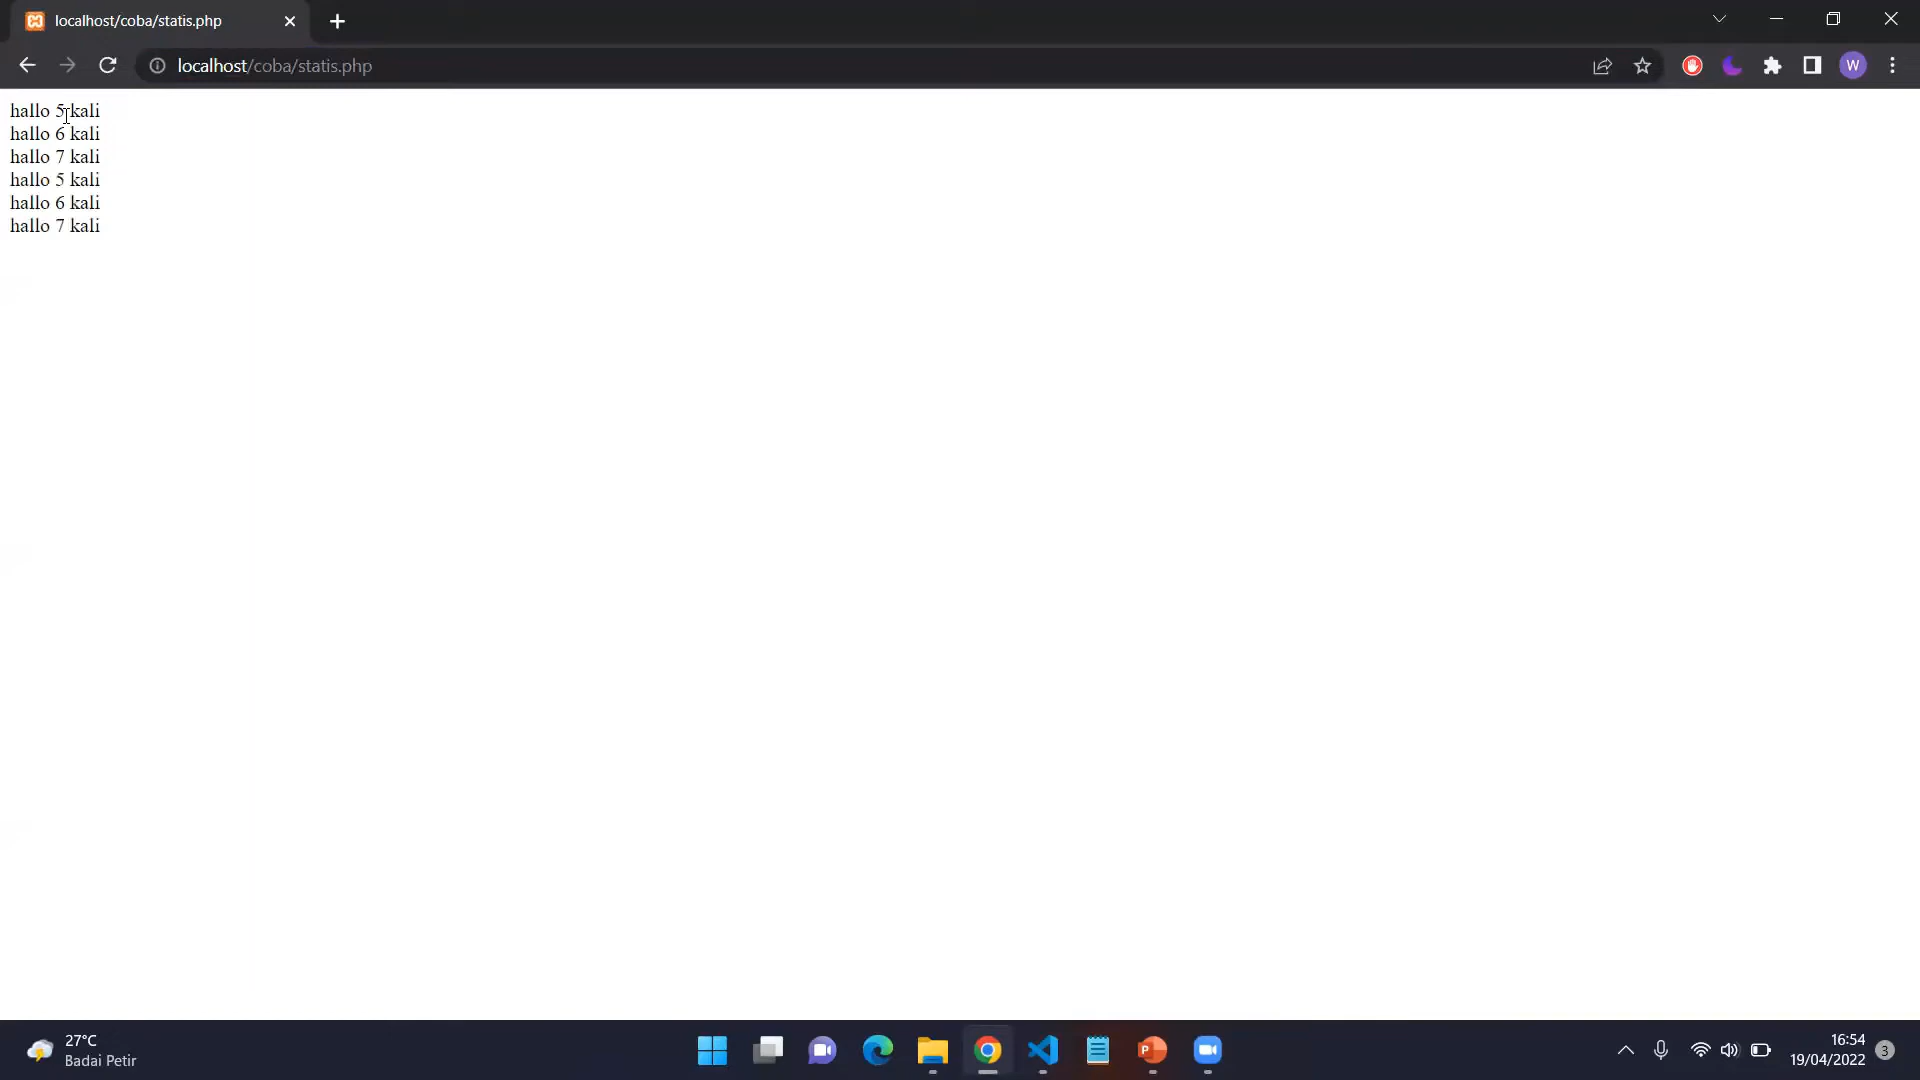 localhost/coba/statis.php
localhost/coba/statis.php
W
hallo 5 kali
hallo 6 kali
hallo 7 kali
hallo 5 kali
hallo 6 kali
hallo 7 kali
27°C
Badai Petir
P
16:54
19/04/2022
3